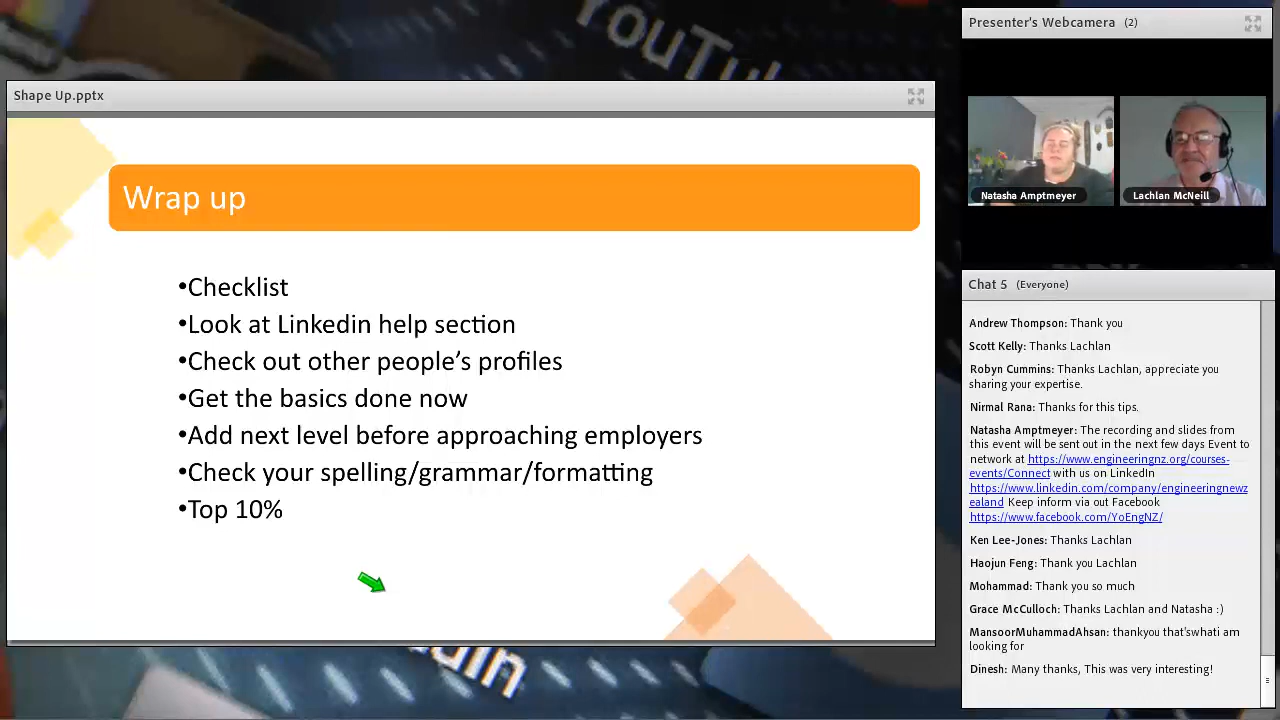 YouTub
Shape Up.pptx
Wrap up
•Checklist
•Look at Linkedin help section
•Check out other people’s profiles
•Get the basics done now
•Add next level before approaching employers
•Check your spelling/grammar/formatting
•Top 10%
Presenter's Webcamera (2)
Natasha Amptmeyer
Lachlan McNeill
Chat 5 (Everyone)
Andrew Thompson: Thank you
Scott Kelly: Thanks Lachlan
Robyn Cummins: Thanks Lachlan, appreciate you
sharing your expertise.
Nirmal Rana: Thanks for this tips.
Natasha Amptmeyer: The recording and slides from
this event will be sent out in the next few days Event to
network at https://www.engineeringnz.org/courses-
events/Connect with us on LinkedIn
https://www.linkedin.com/company/engineeringnewz
ealand Keep inform via out Facebook
https://www.facebook.com/YoEngNZ/
Ken Lee-Jones: Thanks Lachlan
Haojun Feng: Thank you Lachlan
Mohammad: Thank you so much
Grace McCulloch: Thanks Lachlan and Natasha :)
MansoorMuhammadAhsan: thankyou that'swhati am
looking for
Dinesh: Many thanks, This was very interesting!